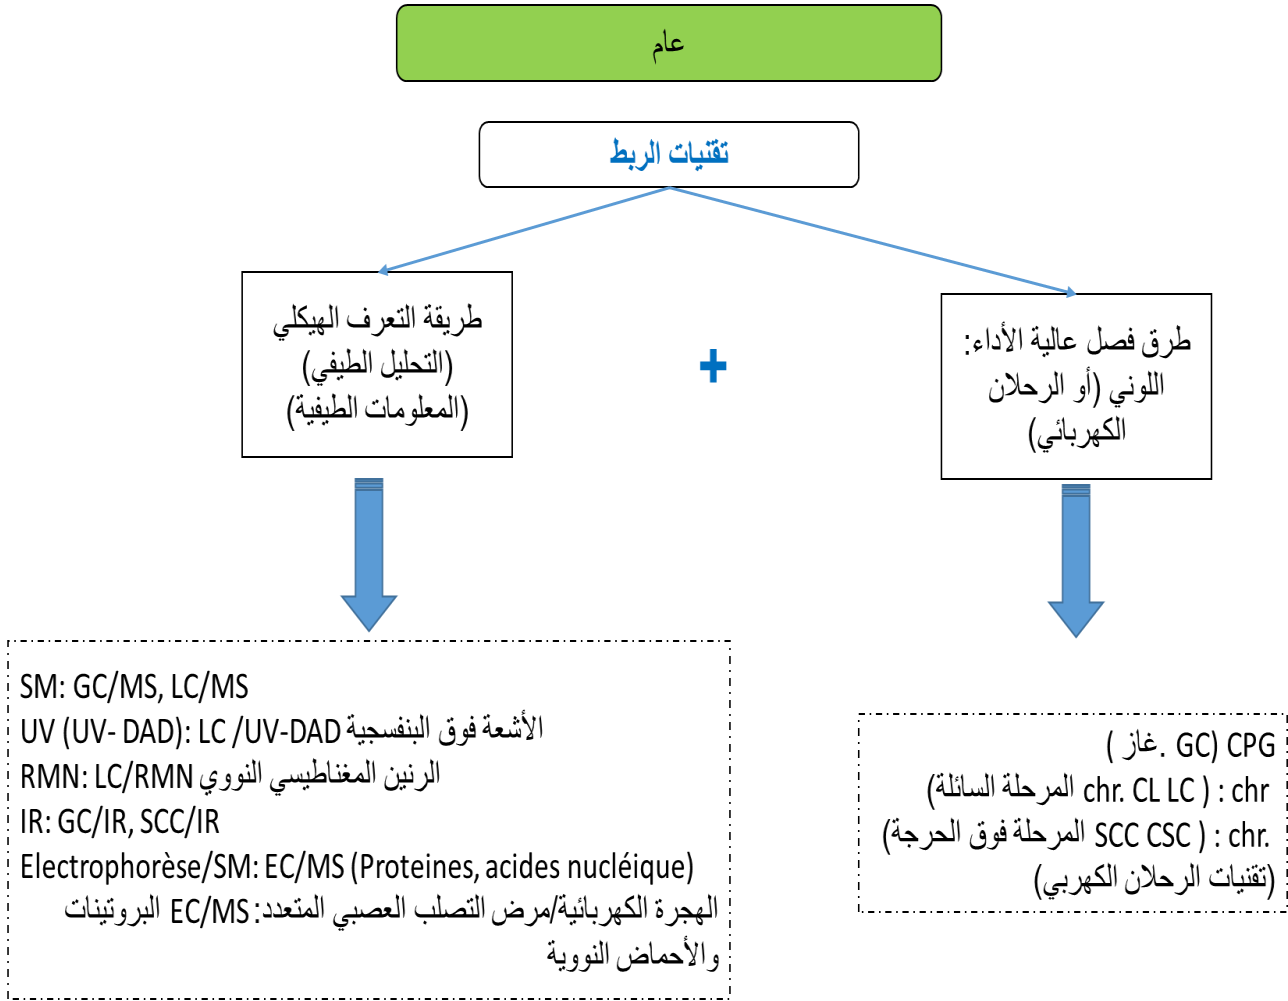 عام
تقنيات الربط
طرق فصل عالية الأداء:
اللوني (أو الرحلان
الكهربائي)
+
طريقة التعرف الهيكلي
(التحليل الطيفي)
(المعلومات الطيفية)
GC) CPG .غاز )
chr. CL LC ) : chr المرحلة السائلة)
SCC CSC ) : chr. المرحلة فوق الحرجة)
(تقنيات الرحلان الكهربي)
SM: GC/MS, LC/MS
UV (UV- DAD): LC /UV-DAD الأشعة فوق البنفسجية
RMN: LC/RMN الرنين المغناطيسي النووي
IR: GC/IR, SCC/IR
Electrophorèse/SM: EC/MS (Proteines, acides nucléique)
الهجرة الكهربائية/مرض التصلب العصبي المتعدد: EC/MS البروتينات
والأحماض النووية